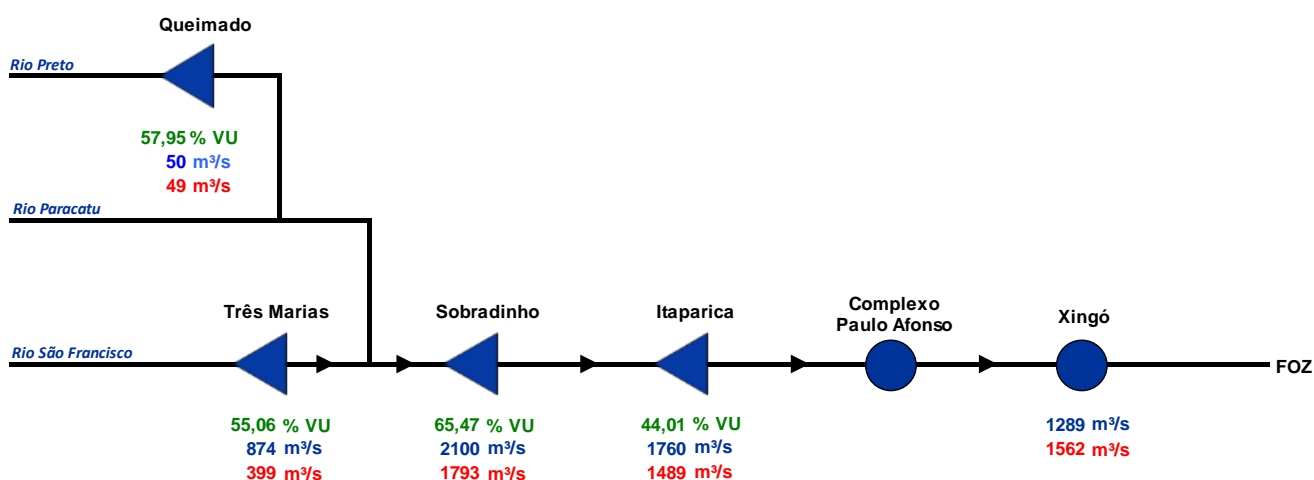 Queimado
Rio Preto
57,95 % VU
50 m³/s
49 m³/s
Rio Paracatu
Três Marias
Sobradinho
Itaparica
Complexo
Paulo Afonso
Xingó
Rio São Francisco
FOZ
55,06 % VU
874 m³/s
399 m³/s
65,47 % VU
2100 m³/s
1793 m³/s
44,01 % VU
1760 m³/s
1489 m³/s
1289 m³/s
1562 m³/s